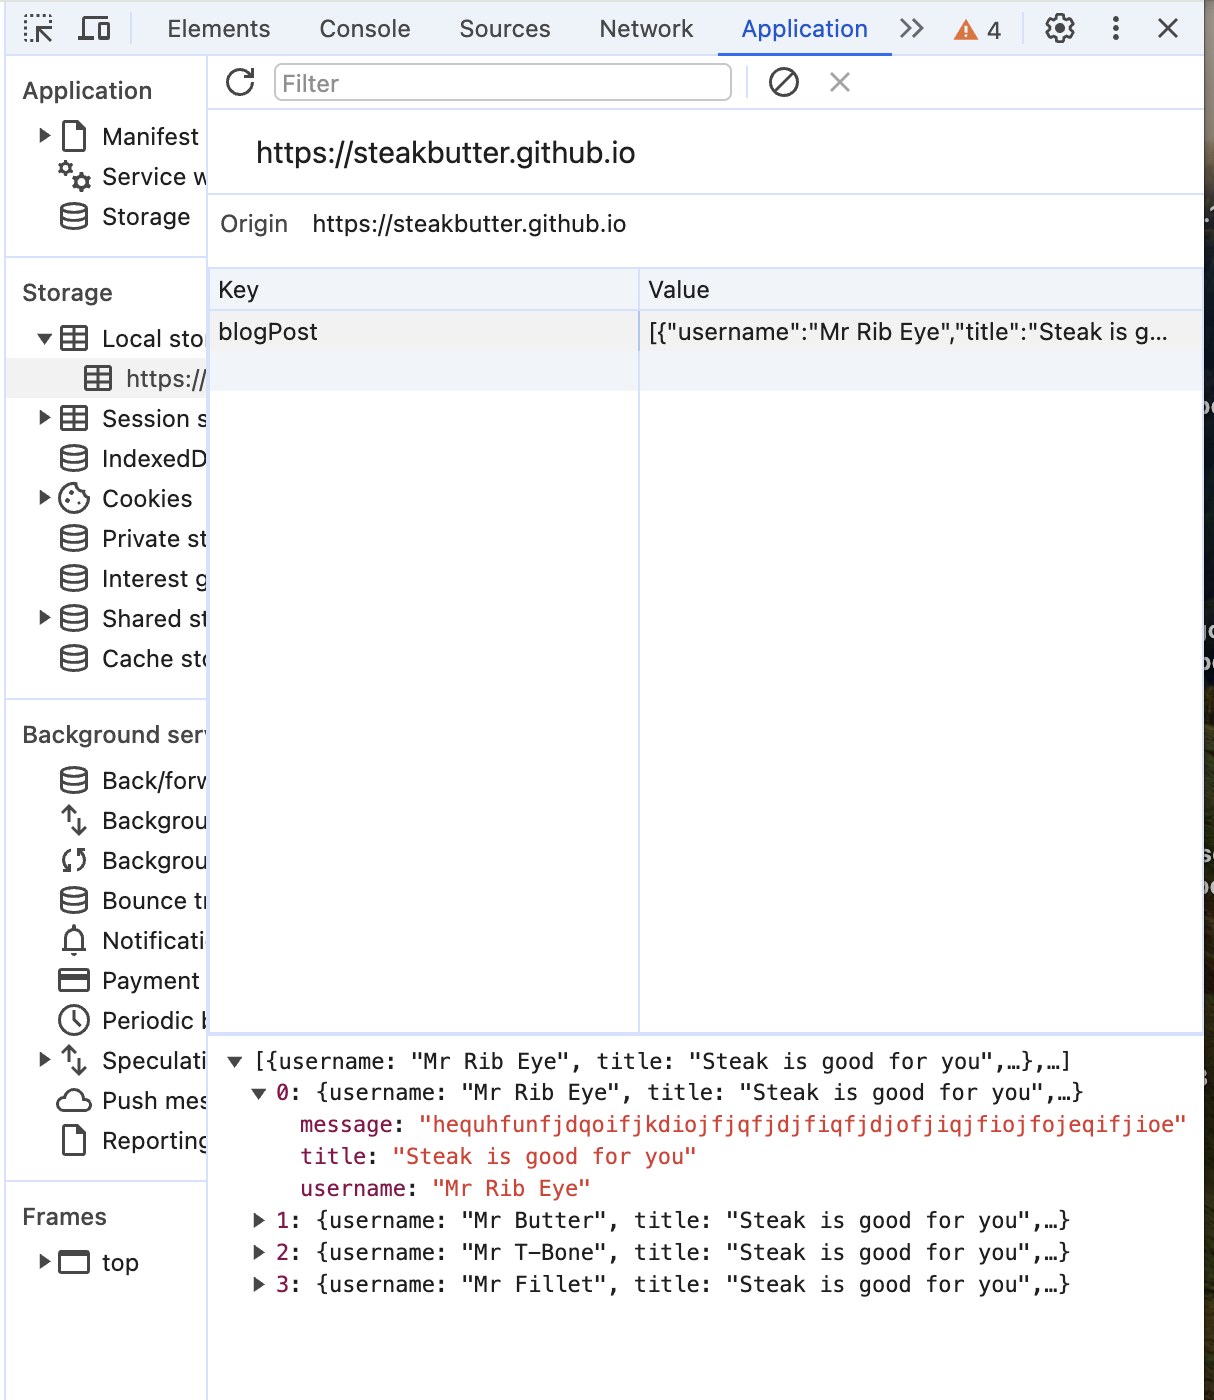 Elements Console Sources Network Application 4
Application
Filter
Manifest
Service w
Storage
https://steakbutter.github.io
Origin https://steakbutter.github.io
Key Value
blogPost [{"username":"Mr Rib Eye","title":"Steak is g...
Storage
Local sto
https://
Session s
IndexedD
Cookies
Private st
Interest g
Shared st
Cache sto
Background serv
Back/forw
Backgrou
Backgrou
Bounce tr
Notificati
Payment
Periodic b
Speculati
Push mes
Reporting
Frames
top
[{username: "Mr Rib Eye", title: "Steak is good for you",…},…]
0: {username: "Mr Rib Eye", title: "Steak is good for you",…}
message: "hequhfunfjdqoifjkdiojfjqfjdjfiqfjdjofjiqjfiojfojeqifjioe"
title: "Steak is good for you"
username: "Mr Rib Eye"
1: {username: "Mr Butter", title: "Steak is good for you",…}
2: {username: "Mr T-Bone", title: "Steak is good for you",…}
3: {username: "Mr Fillet", title: "Steak is good for you",…}